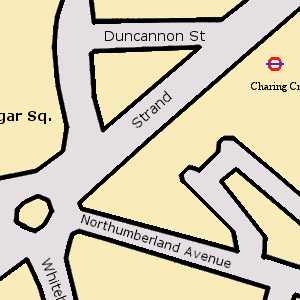 Duncannon St
Strand
Charing Cr
gar Sq.
Northumberland Avenue
Whiteh